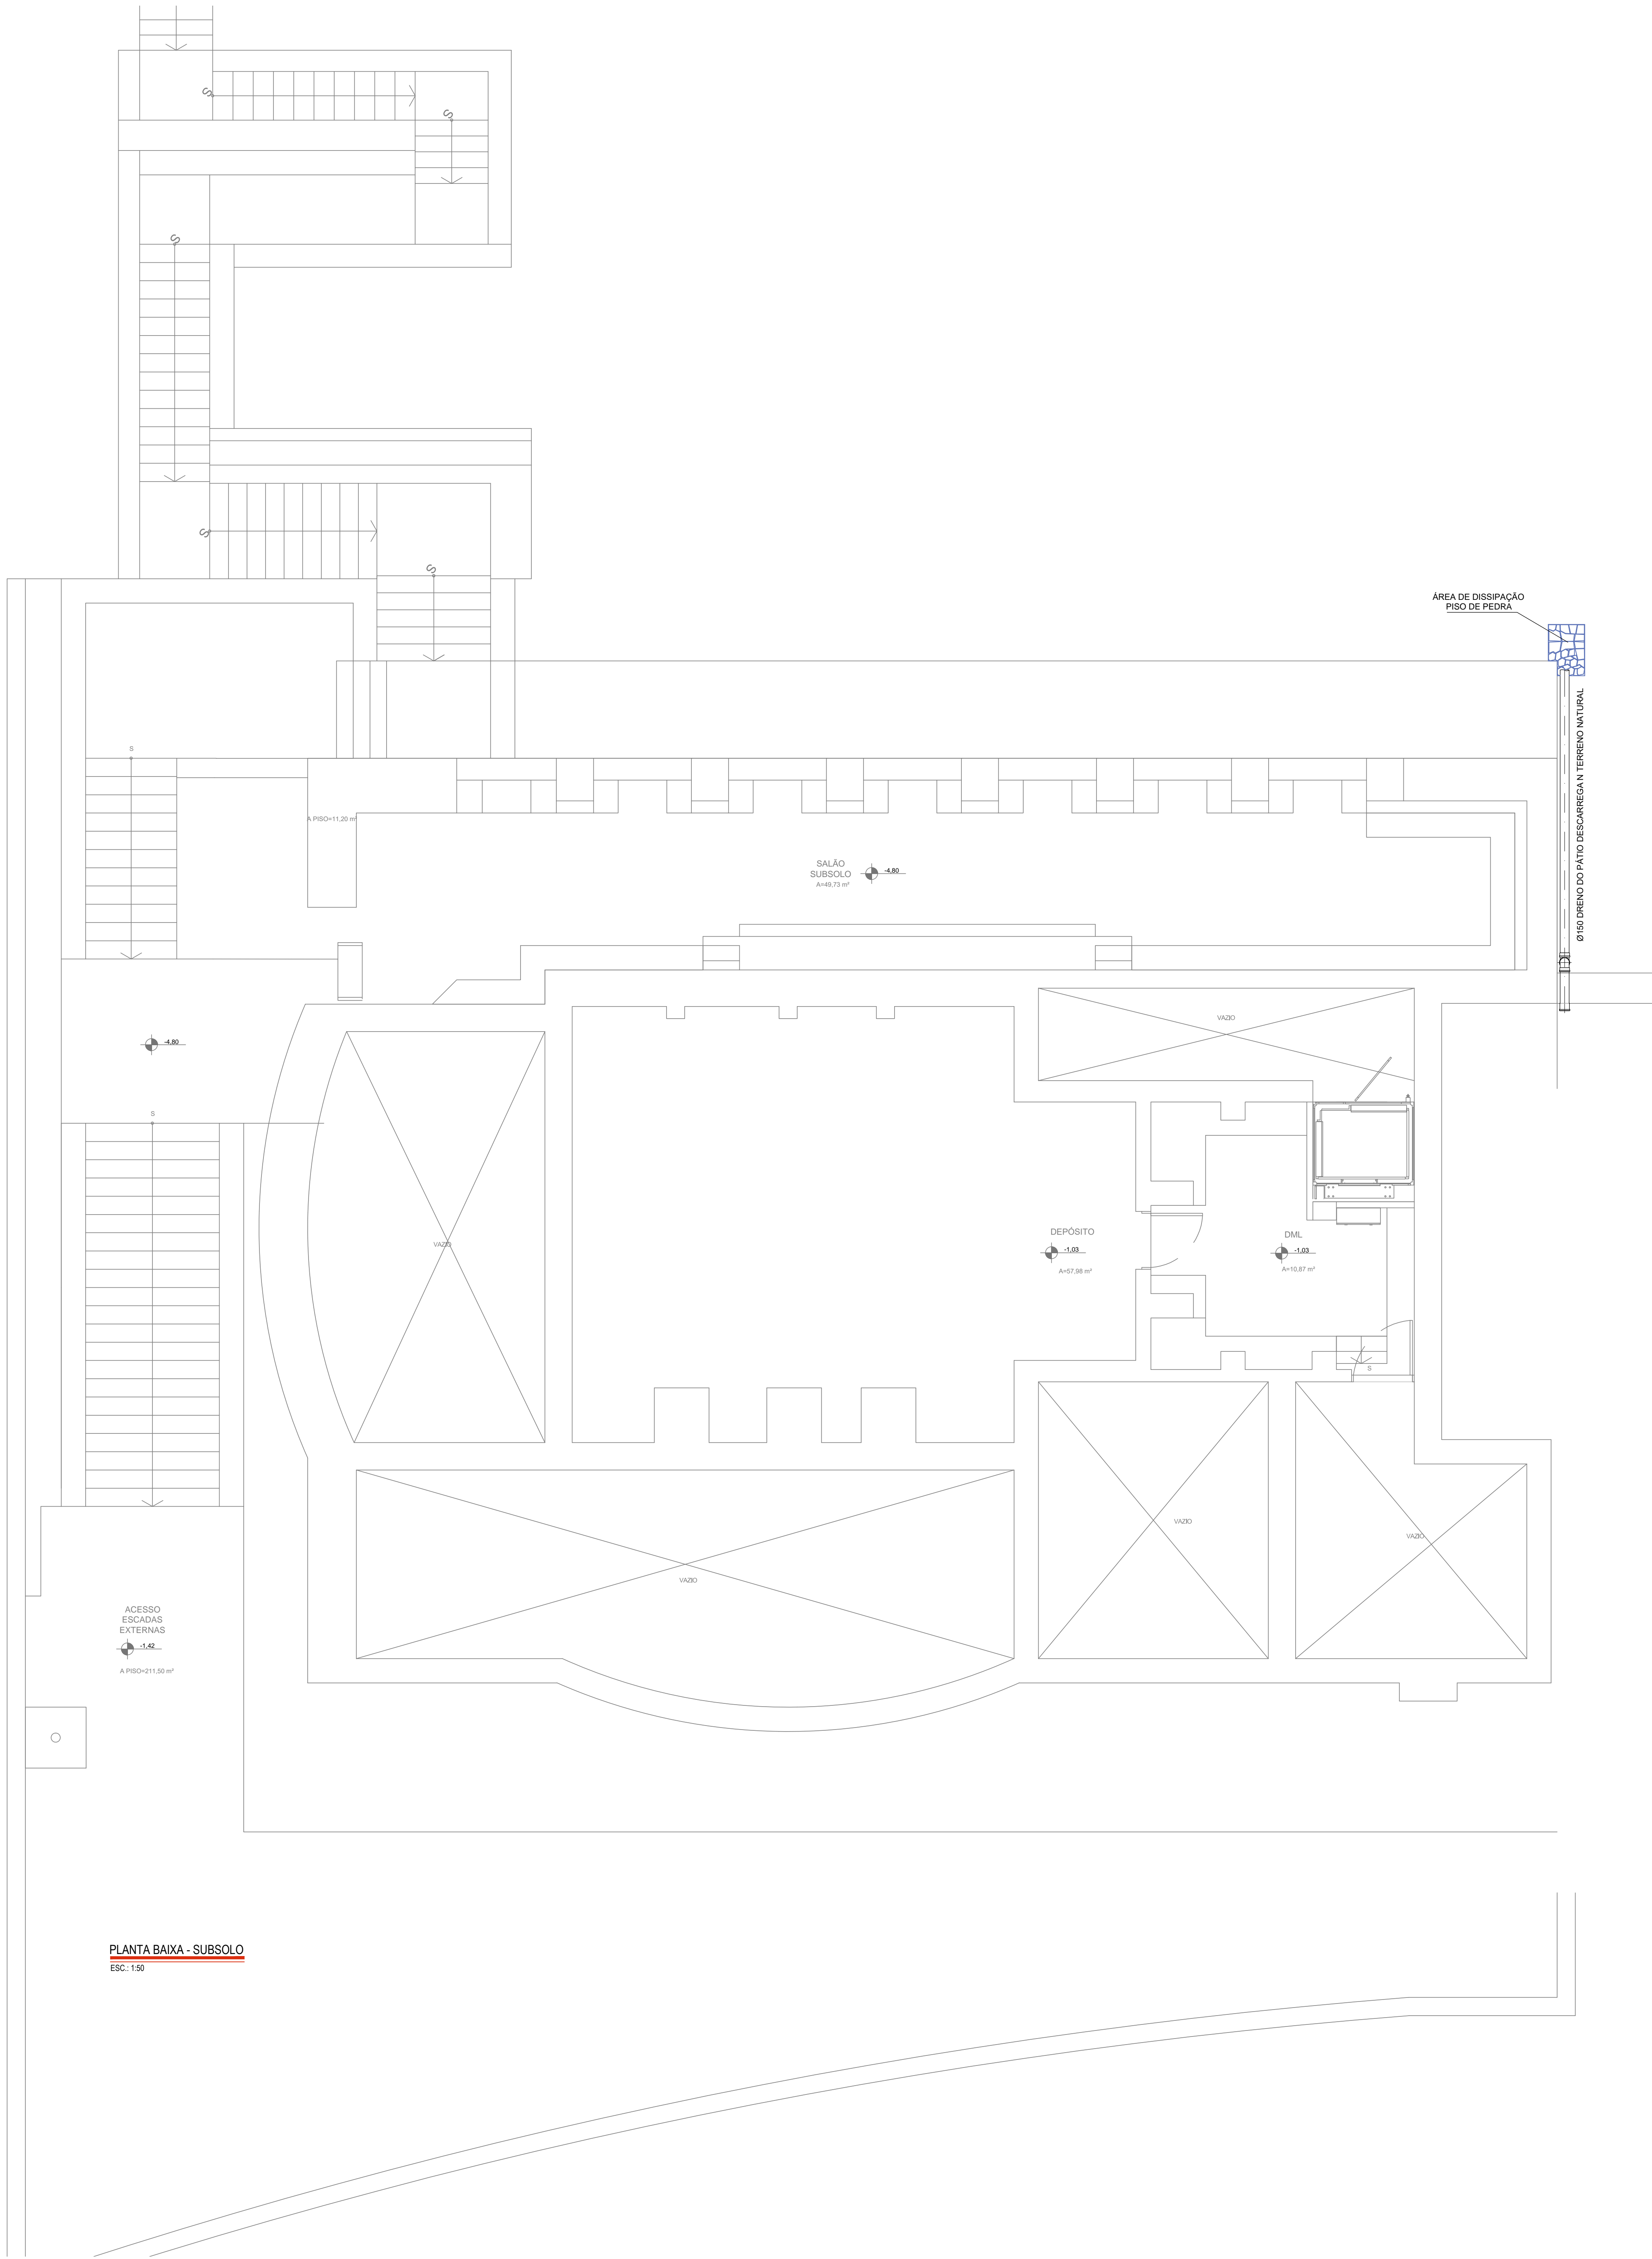 S
S
S
S
S
ÁREA DE DISSIPAÇÃO
PISO DE PEDRA
Ø150 DRENO DO PÁTIO DESCARREGA N TERRENO NATURAL
S
A PISO=11,20 m²
SALÃO
SUBSOLO
-4,80
A=49,73 m²
VAZIO
-4,80
S
VAZIO
DEPÓSITO
-1,03
A=57,98 m²
DML
-1,03
A=10,87 m²
S
VAZIO
VAZIO
VAZIO
ACESSO
ESCADAS
EXTERNAS
-1,42
A PISO=211,50 m²
PLANTA BAIXA - SUBSOLO
ESC.: 1:50